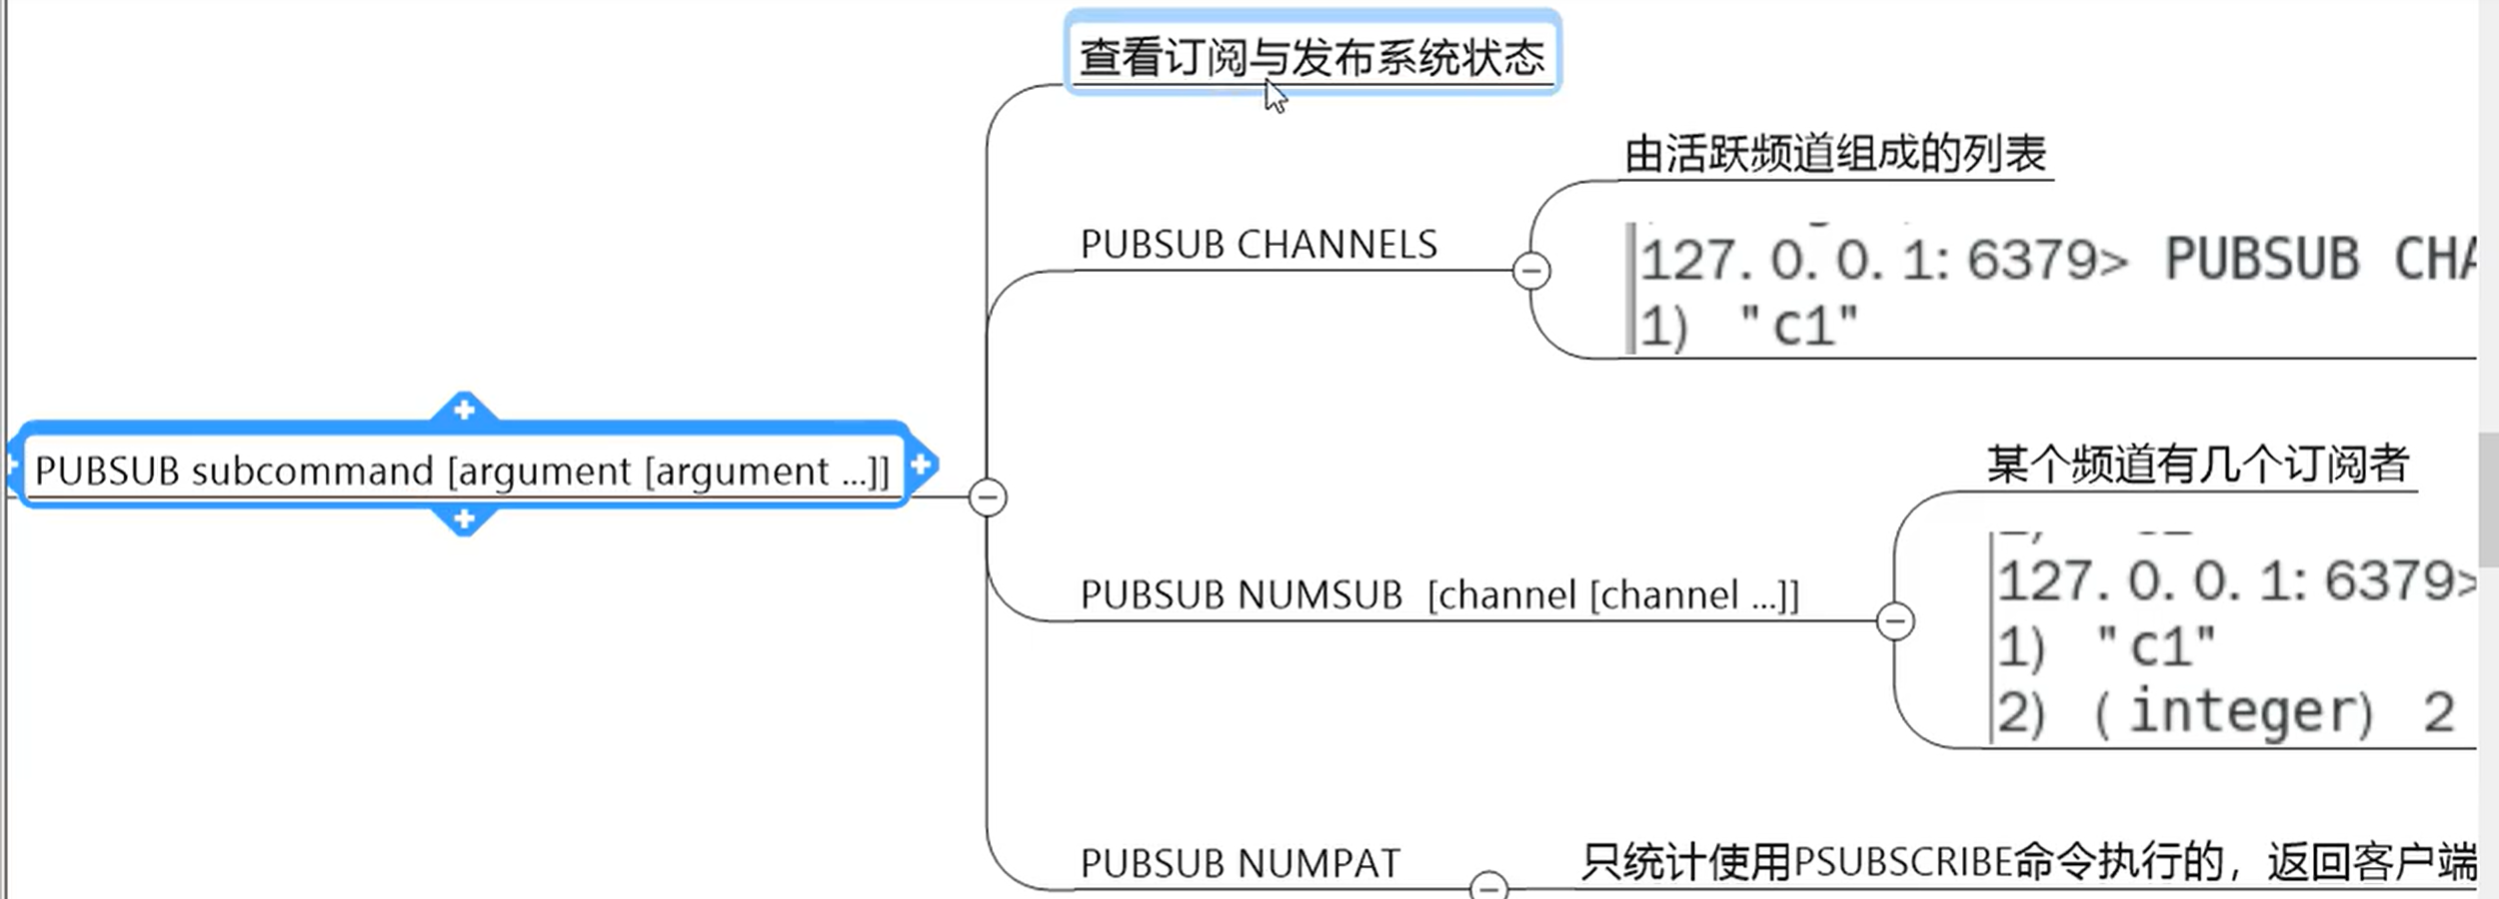 查看订阅与发布系统状态
由活跃频道组成的列表
PUBSUB CHANNELS
127.0.0.1:6379> PUBSUB CHA
1) "c1"
PUBSUB subcommand [argument [argument ...]]
某个频道有几个订阅者
PUBSUB NUMSUB [channel [channel ...]]
127.0.0.1:6379>
1) "c1"
2) (integer) 2
PUBSUB NUMPAT
只统计使用PSUBSCRIBE命令执行的，返回客户端